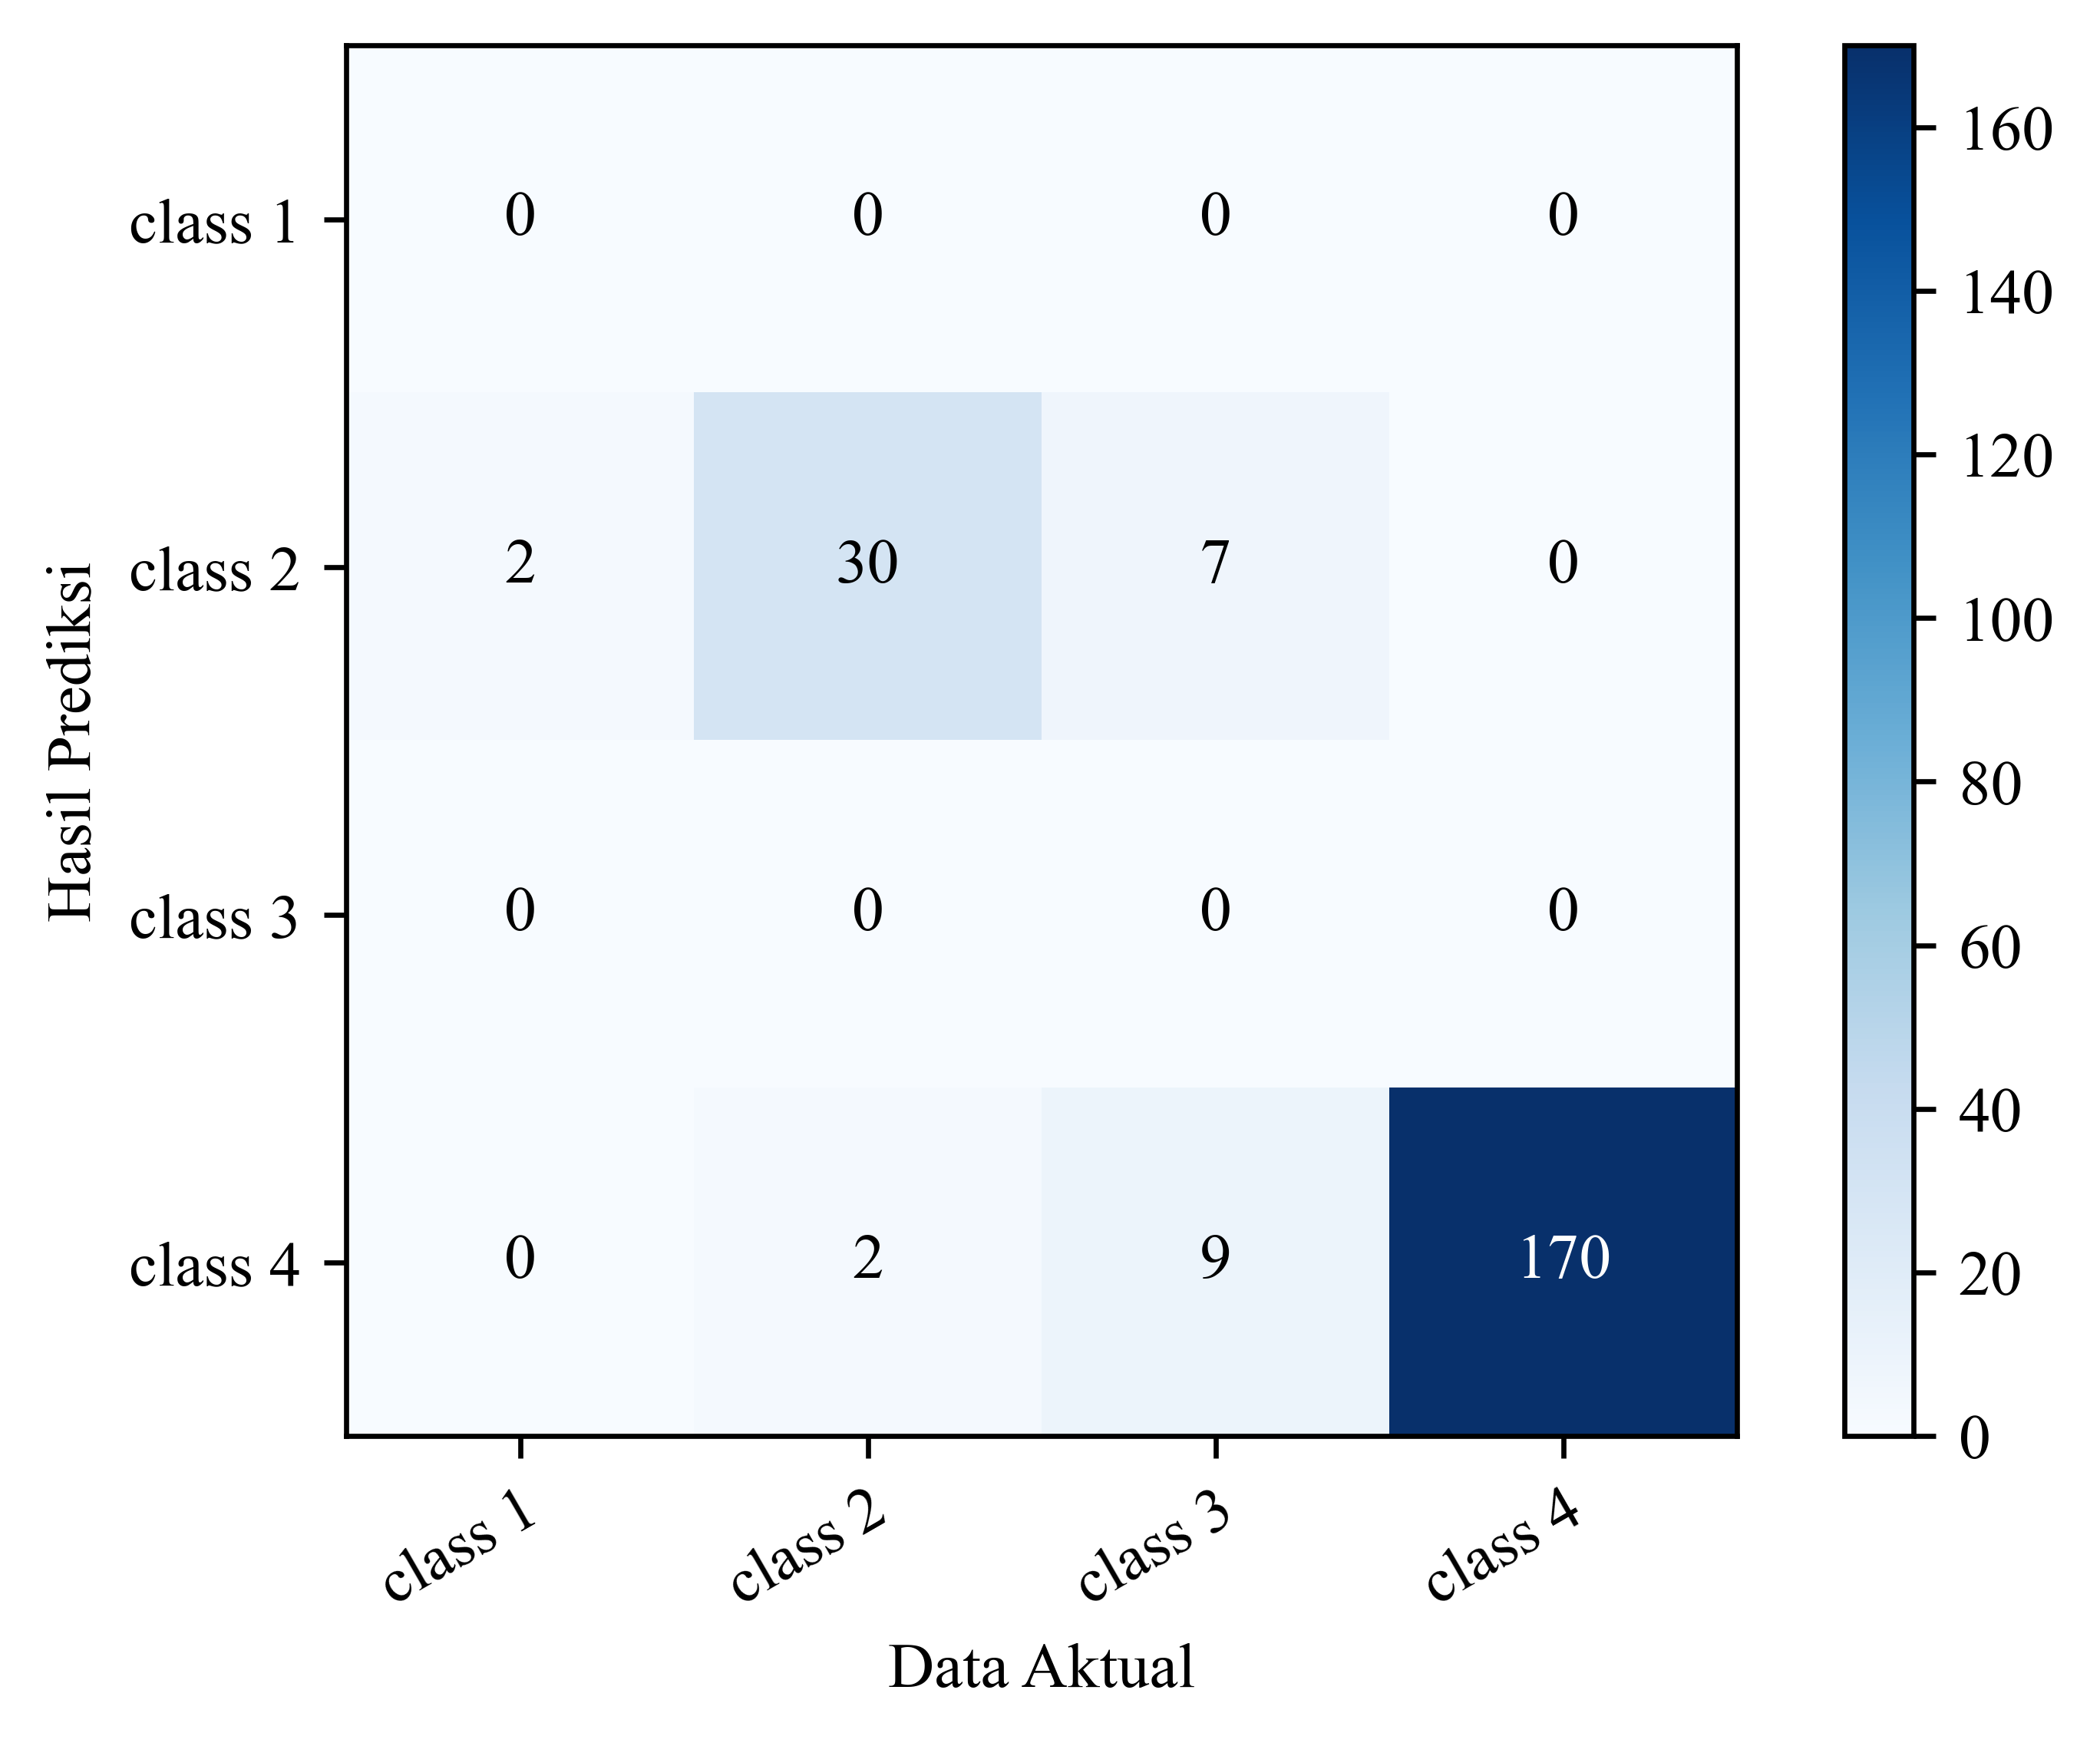 Hasil Prediksi
class 1 0 0 0 0
class 2 2 30 7 0
class 3 0 0 0 0
class 4 0 2 9 170
class 1 class 2 class 3 class 4
Data Aktual
160
140
120
100
80
60
40
20
0